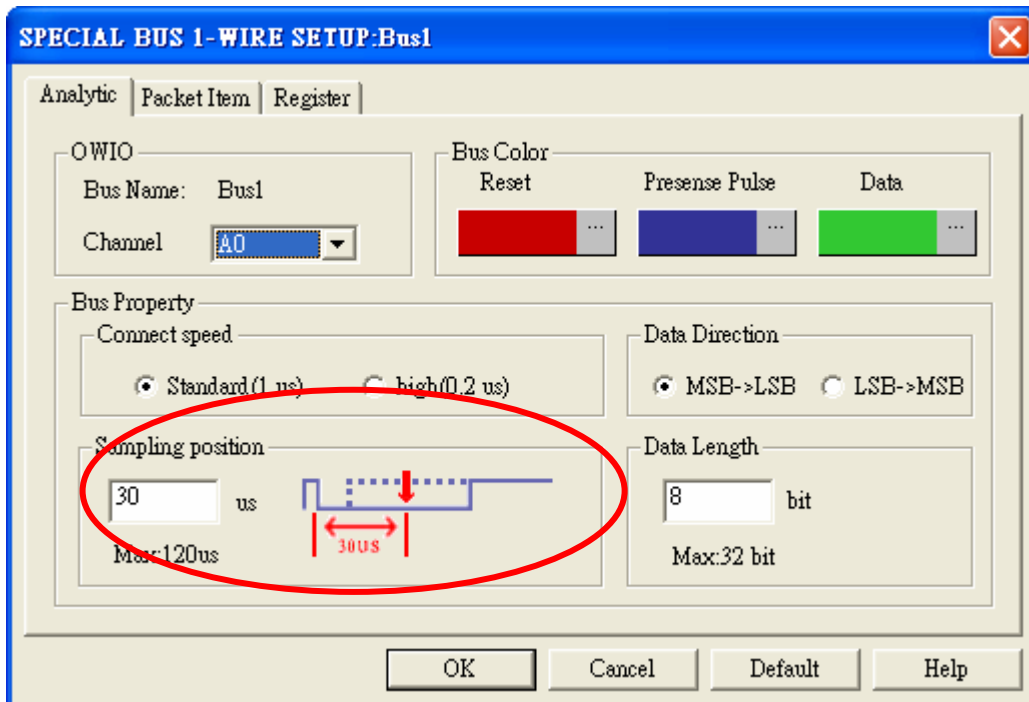 SPECIAL BUS 1-WIRE SETUP:Bus1
Analytic Packet Item Register
OWIO
Bus Name: Bus1
Channel A0
Bus Color
Reset Presense Pulse Data
... ... ...
Bus Property
Connect speed
Standard(1 us) high(0.2 us)
Data Direction
MSB->LSB LSB->MSB
Sampling position
30 us
30US
Max:120us
Data Length
8 bit
Max:32 bit
OK Cancel Default Help